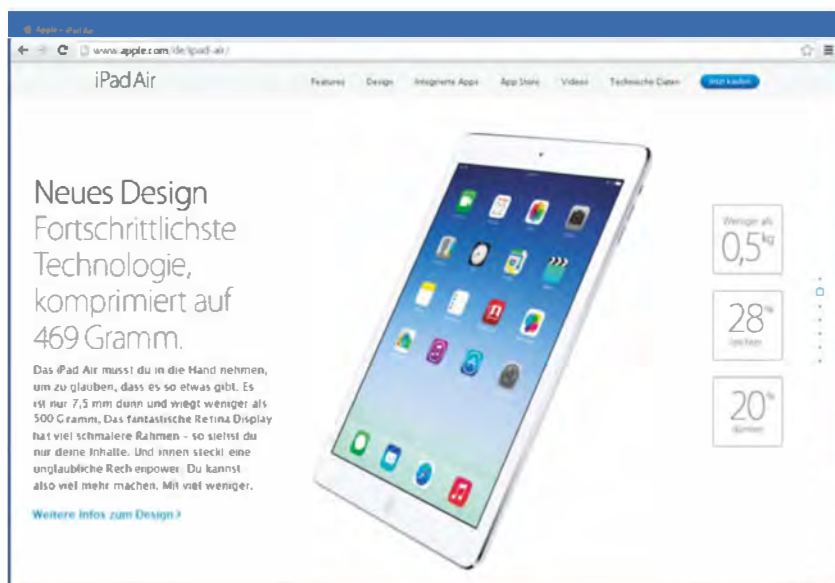 Apple - iPad Air
www.apple.com/de/ipad-air/
iPad Air
Features Design Integrierte Apps App Store Videos Technische Daten Jetzt kaufen
Neues Design
Fortschrittlichste
Technologie,
komprimiert auf
469 Gramm.
Das iPad Air musst du in die Hand nehmen,
um zu glauben, dass es so etwas gibt. Es
ist nur 7,5 mm dünn und wiegt weniger als
500 Gramm. Das fantastische Retina Display
hat viel schmalere Rahmen – so siehst du
nur deine Inhalte. Und innen steckt eine
unglaubliche Rechenpower. Du kannst
also viel mehr machen. Mit viel weniger.
Weitere Infos zum Design >
Weniger als
0,5 kg
28 %
leichter
20 %
dünner